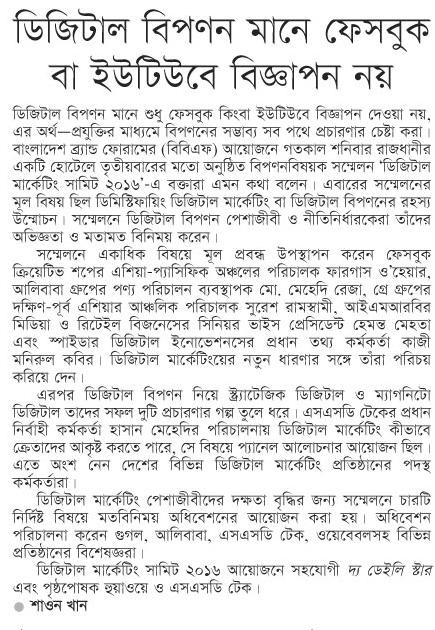 ডিজিটাল বিপণন মানে ফেসবুক
বা ইউটিউবে বিজ্ঞাপন নয়
ডিজিটাল বিপণন মানে শুধু ফেসবুক কিংবা ইউটিউবে বিজ্ঞাপন দেওয়া নয়,
এর অর্থ—প্রযুক্তির মাধ্যমে বিপণনের সম্ভাব্য সব পথে প্রচারণার চেষ্টা করা।
বাংলাদেশ ব্র্যান্ড ফোরামের (বিবিএফ) আয়োজনে গতকাল শনিবার রাজধানীর
একটি হোটেলে তৃতীয়বারের মতো অনুষ্ঠিত বিপণনবিষয়ক সম্মেলন ‘ডিজিটাল
মার্কেটিং সামিট ২০১৬’-এ বক্তারা এমন কথা বলেন। এবারের সম্মেলনের
মূল বিষয় ছিল ডিমিস্টিফায়িং ডিজিটাল মার্কেটিং বা ডিজিটাল বিপণনের রহস্য
উন্মোচন। সম্মেলনে ডিজিটাল বিপণন পেশাজীবী ও নীতিনির্ধারকেরা তাঁদের
অভিজ্ঞতা ও মতামত বিনিময় করেন।
সম্মেলনে একাধিক বিষয়ে মূল প্রবন্ধ উপস্থাপন করেন ফেসবুক
ক্রিয়েটিভ শপের এশিয়া-প্যাসিফিক অঞ্চলের পরিচালক ফারগাস ও’হেয়ার,
আলিবাবা গ্রুপের পণ্য পরিচালন ব্যবস্থাপক মো. মেহেদি রেজা, গ্রে গ্রুপের
দক্ষিণ-পূর্ব এশিয়ার আঞ্চলিক পরিচালক সুরেশ রামস্বামী, আইএমআরবির
মিডিয়া ও রিটেইল বিজনেসের সিনিয়র ভাইস প্রেসিডেন্ট হেমন্ত মেহতা
এবং স্পাইডার ডিজিটাল ইনোভেশনসের প্রধান তথ্য কর্মকর্তা কাজী
মনিরুল কবির। ডিজিটাল মার্কেটিংয়ের নতুন ধারণার সঙ্গে তাঁরা পরিচয়
করিয়ে দেন।
এরপর ডিজিটাল বিপণন নিয়ে স্ট্র্যাটেজিক ডিজিটাল ও ম্যাগনিটো
ডিজিটাল তাদের সফল দুটি প্রচারণার গল্প তুলে ধরে। এসএসডি টেকের প্রধান
নির্বাহী কর্মকর্তা হাসান মেহেদির পরিচালনায় ডিজিটাল মার্কেটিং কীভাবে
ক্রেতাদের আকৃষ্ট করতে পারে, সে বিষয়ে প্যানেল আলোচনার আয়োজন ছিল।
এতে অংশ নেন দেশের বিভিন্ন ডিজিটাল মার্কেটিং প্রতিষ্ঠানের পদস্থ
কর্মকর্তারা।
ডিজিটাল মার্কেটিং পেশাজীবীদের দক্ষতা বৃদ্ধির জন্য সম্মেলনে চারটি
নির্দিষ্ট বিষয়ে মতবিনিময় অধিবেশনের আয়োজন করা হয়। অধিবেশন
পরিচালনা করেন গুগল, আলিবাবা, এসএসডি টেক, ওয়েবেবলসহ বিভিন্ন
প্রতিষ্ঠানের বিশেষজ্ঞরা।
ডিজিটাল মার্কেটিং সামিট ২০১৬ আয়োজনে সহযোগী দ্য ডেইলি স্টার
এবং পৃষ্ঠপোষক হুয়াওয়ে ও এসএসডি টেক।
● শাওন খান